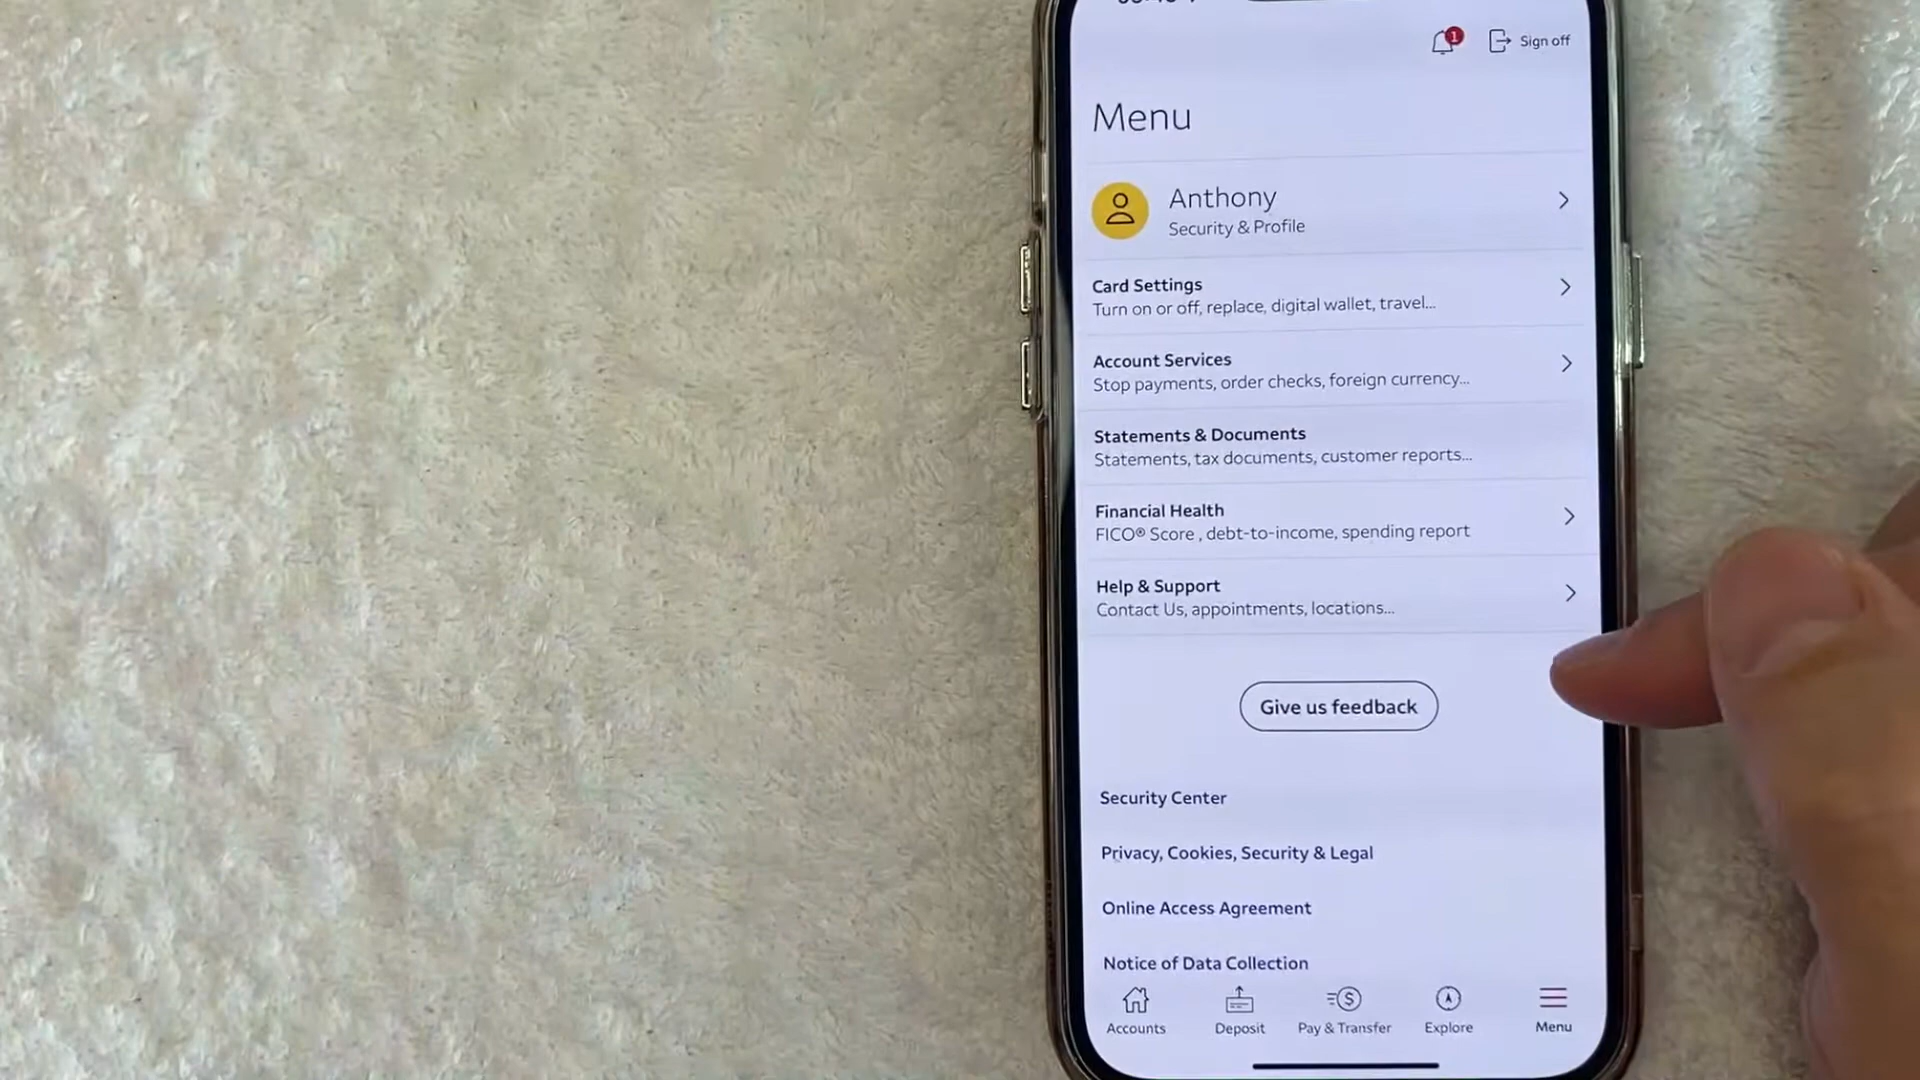 1
Sign off
Menu
Anthony
Security & Profile
Card Settings
Turn on or off, replace, digital wallet, travel...
Account Services
Stop payments, order checks, foreign currency...
Statements & Documents
Statements, tax documents, customer reports...
Financial Health
FICO® Score , debt-to-income, spending report
Help & Support
Contact Us, appointments, locations...
Give us feedback
Security Center
Privacy, Cookies, Security & Legal
Online Access Agreement
Notice of Data Collection
Accounts Deposit Pay & Transfer Explore Menu